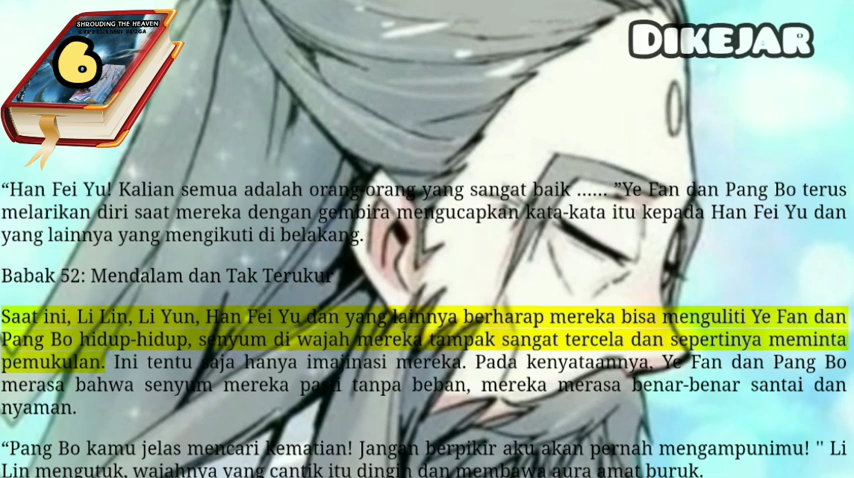 SHROUDING THE HEAVEN
6
DIKEJAR
“Han Fei Yu! Kalian semua adalah orang-orang yang sangat baik ...... ”Ye Fan dan Pang Bo terus
melarikan diri saat mereka dengan gembira mengucapkan kata-kata itu kepada Han Fei Yu dan
yang lainnya yang mengikuti di belakang.
Babak 52: Mendalam dan Tak Terukur
Saat ini, Li Lin, Li Yun, Han Fei Yu dan yang lainnya berharap mereka bisa menguliti Ye Fan dan
Pang Bo hidup-hidup, senyum di wajah mereka tampak sangat tercela dan sepertinya meminta
pemukulan. Ini tentu saja hanya imajinasi mereka. Pada kenyataannya, Ye Fan dan Pang Bo
merasa bahwa senyum mereka pasti tanpa beban, mereka merasa benar-benar santai dan
nyaman.
“Pang Bo kamu jelas mencari kematian! Jangan berpikir aku akan pernah mengampunimu! " Li
Lin mengutuk, wajahnya yang cantik itu dingin dan membawa aura amat buruk.